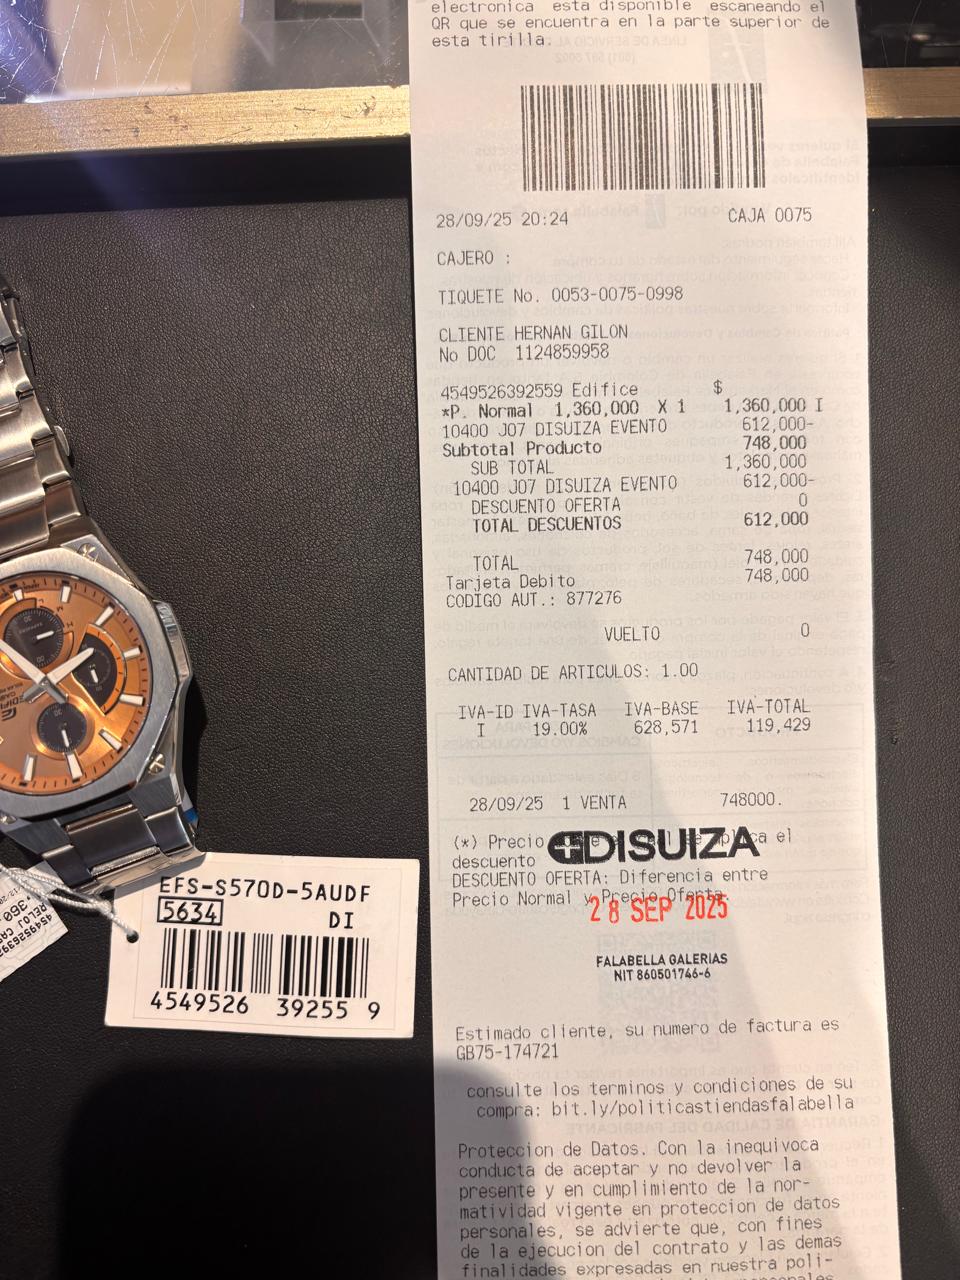 electronica esta disponible escaneando el
QR que se encuentra en la parte superior de
esta tirilla.
28/09/25 20:24 CAJA 0075
CAJERO :
TIQUETE No. 0053-0075-0998
CLIENTE HERNAN GILON
No DOC 1124859958
4549526392559 Edifice $
*P. Normal 1,360,000 X 1 1,360,000 I
10400 J07 DISUIZA EVENTO 612,000-
Subtotal Producto 748,000
SUB TOTAL 1,360,000
10400 J07 DISUIZA EVENTO 612,000-
DESCUENTO OFERTA 0
TOTAL DESCUENTOS 612,000
TOTAL 748,000
Tarjeta Debito 748,000
CODIGO AUT.: 877276
VUELTO 0
CANTIDAD DE ARTICULOS: 1.00
IVA-ID IVA-TASA IVA-BASE IVA-TOTAL
I 19.00% 628,571 119,429
28/09/25 1 VENTA 748000.
(*) Precio el
descuento
DISUIZA
DESCUENTO OFERTA: Diferencia entre
Precio Normal y Precio Oferta.
28 SEP 2025
FALABELLA GALERIAS
NIT 860501746-6
Estimado cliente, su numero de factura es
GB75-174721
consulte los terminos y condiciones de su
compra: bit.ly/politicastiendasfalabella
Proteccion de Datos. Con la inequivoca
conducta de aceptar y no devolver la
presente y en cumplimiento de la nor-
matividad vigente en proteccion de datos
personales, se advierte que, con fines
de la ejecucion del contrato y las demas
finalidades expresadas en nuestra poli-
EFS-S570D-5AUDF
5634 DI
4549526 39255 9
EDIFICE
CASIO
RELOJ